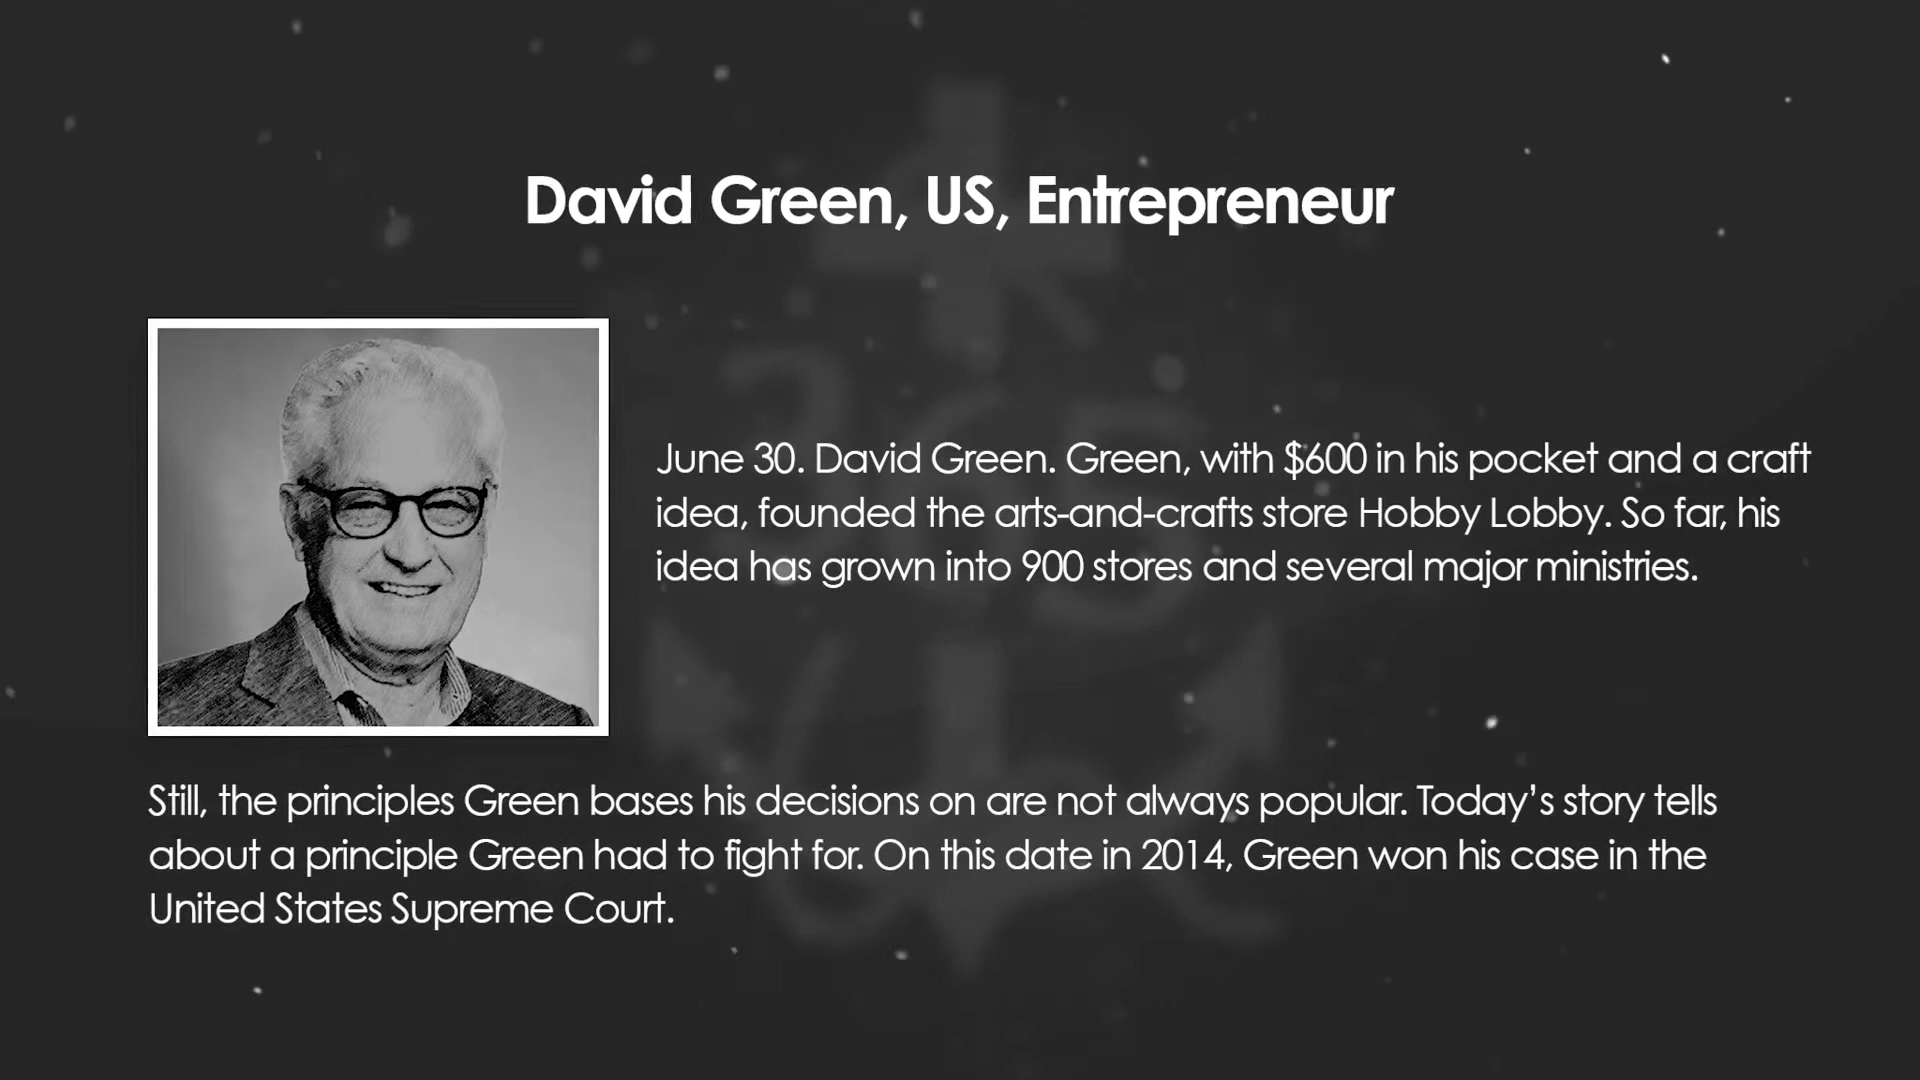 David Green, US, Entrepreneur
June 30. David Green. Green, with $600 in his pocket and a craft
idea, founded the arts-and-crafts store Hobby Lobby. So far, his
idea has grown into 900 stores and several major ministries.
Still, the principles Green bases his decisions on are not always popular. Today’s story tells
about a principle Green had to fight for. On this date in 2014, Green won his case in the
United States Supreme Court.
365